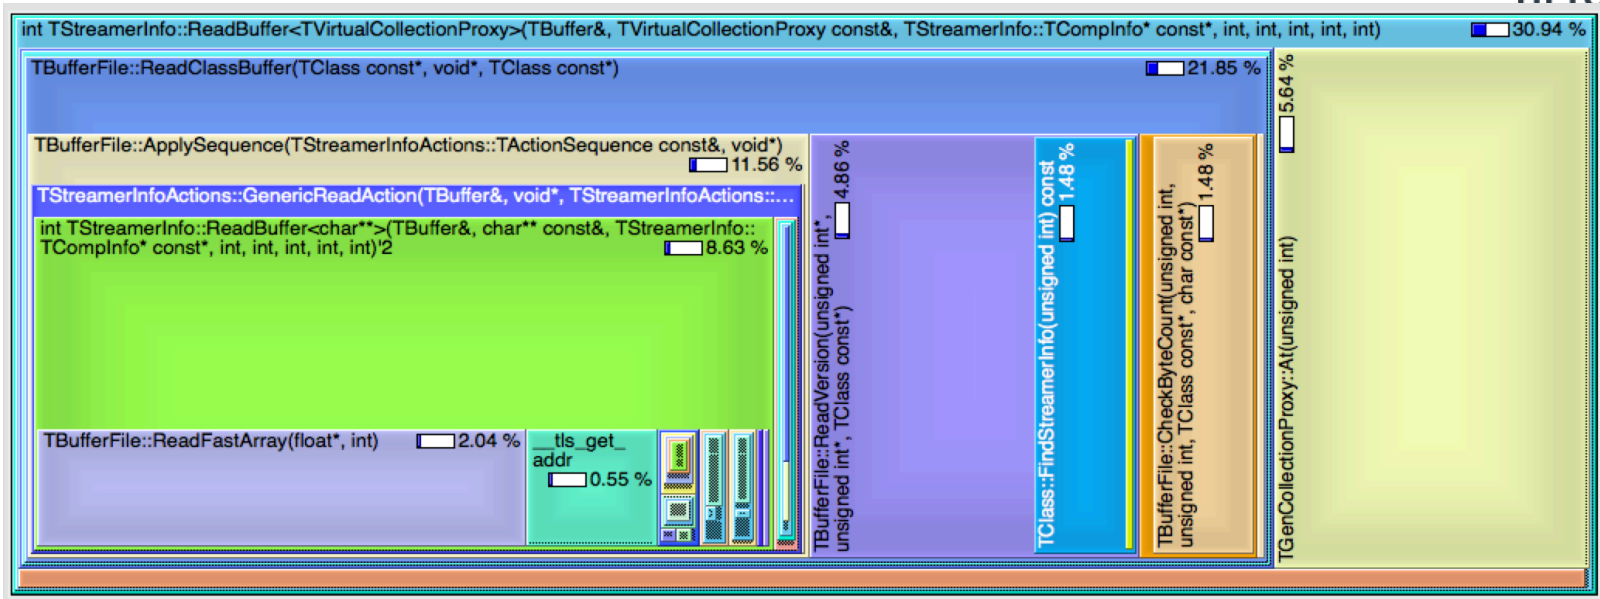 int TStreamerInfo::ReadBuffer<TVirtualCollectionProxy>(TBuffer&, TVirtualCollectionProxy const&, TStreamerInfo::TCompInfo* const*, int, int, int, int, int) 30.94 %
TBufferFile::ReadClassBuffer(TClass const*, void*, TClass const*) 21.85 %
TBufferFile::ApplySequence(TStreamerInfoActions::TActionSequence const&, void*)
11.56 %
TStreamerInfoActions::GenericReadAction(TBuffer&, void*, TStreamerInfoActions::...
int TStreamerInfo::ReadBuffer<char**>(TBuffer&, char** const&, TStreamerInfo::
TCompInfo* const*, int, int, int, int, int)'2 8.63 %
TBufferFile::ReadFastArray(float*, int) 2.04 %
__tls_get_
addr
0.55 %
TBufferFile::ReadVersion(unsigned int*, 4.86 %
unsigned int*, TClass const*)
TClass::FindStreamerInfo(unsigned int) const
1.48 %
TBufferFile::CheckByteCount(unsigned int,
unsigned int, TClass const*, char const*)
1.48 %
TGenCollectionProxy::At(unsigned int) 5.64 %